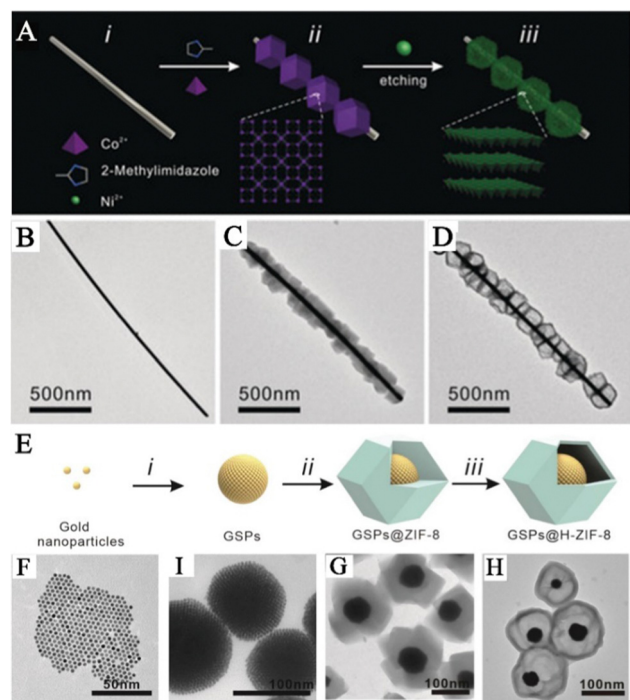 A
i
ii
iii
etching
Co2+
2-Methylimidazole
Ni2+
B
C
D
500nm
500nm
500nm
E
i
ii
iii
Gold
nanoparticles
GSPs
GSPs@ZIF-8
GSPs@H-ZIF-8
F
I
G
H
50nm
100nm
100nm
100nm